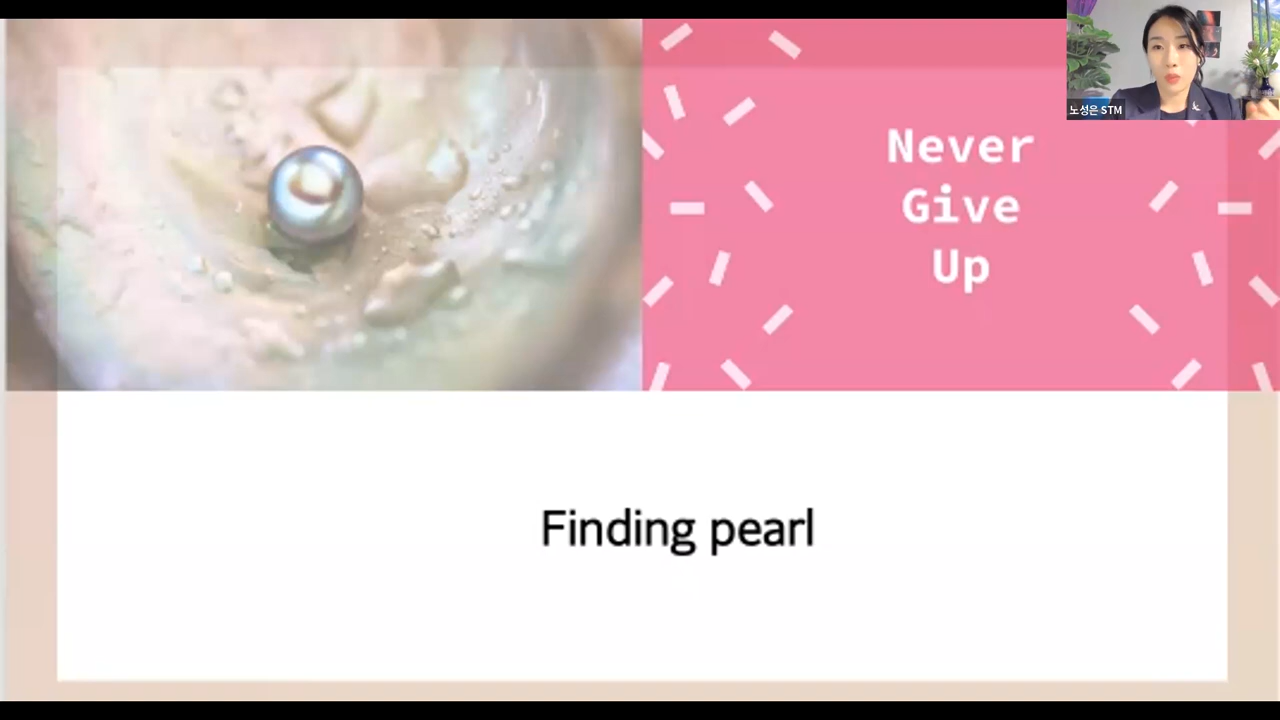 노성은 STM
Never
Give
Up
Finding pearl